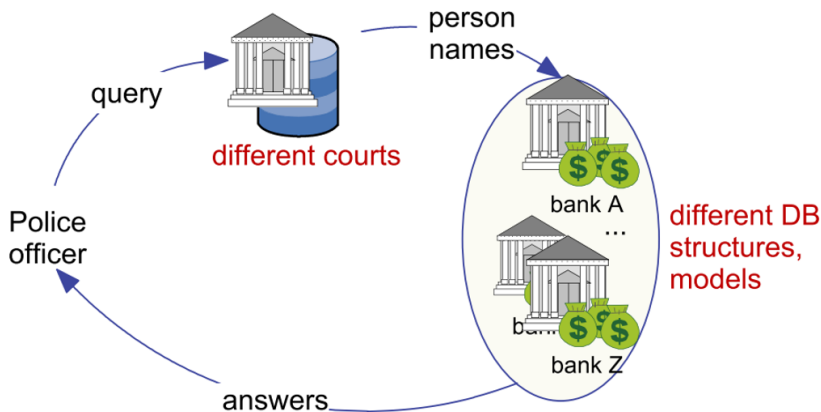 person
names
query
different courts
Police
officer
bank A
...
different DB
structures,
models
bank Z
answers